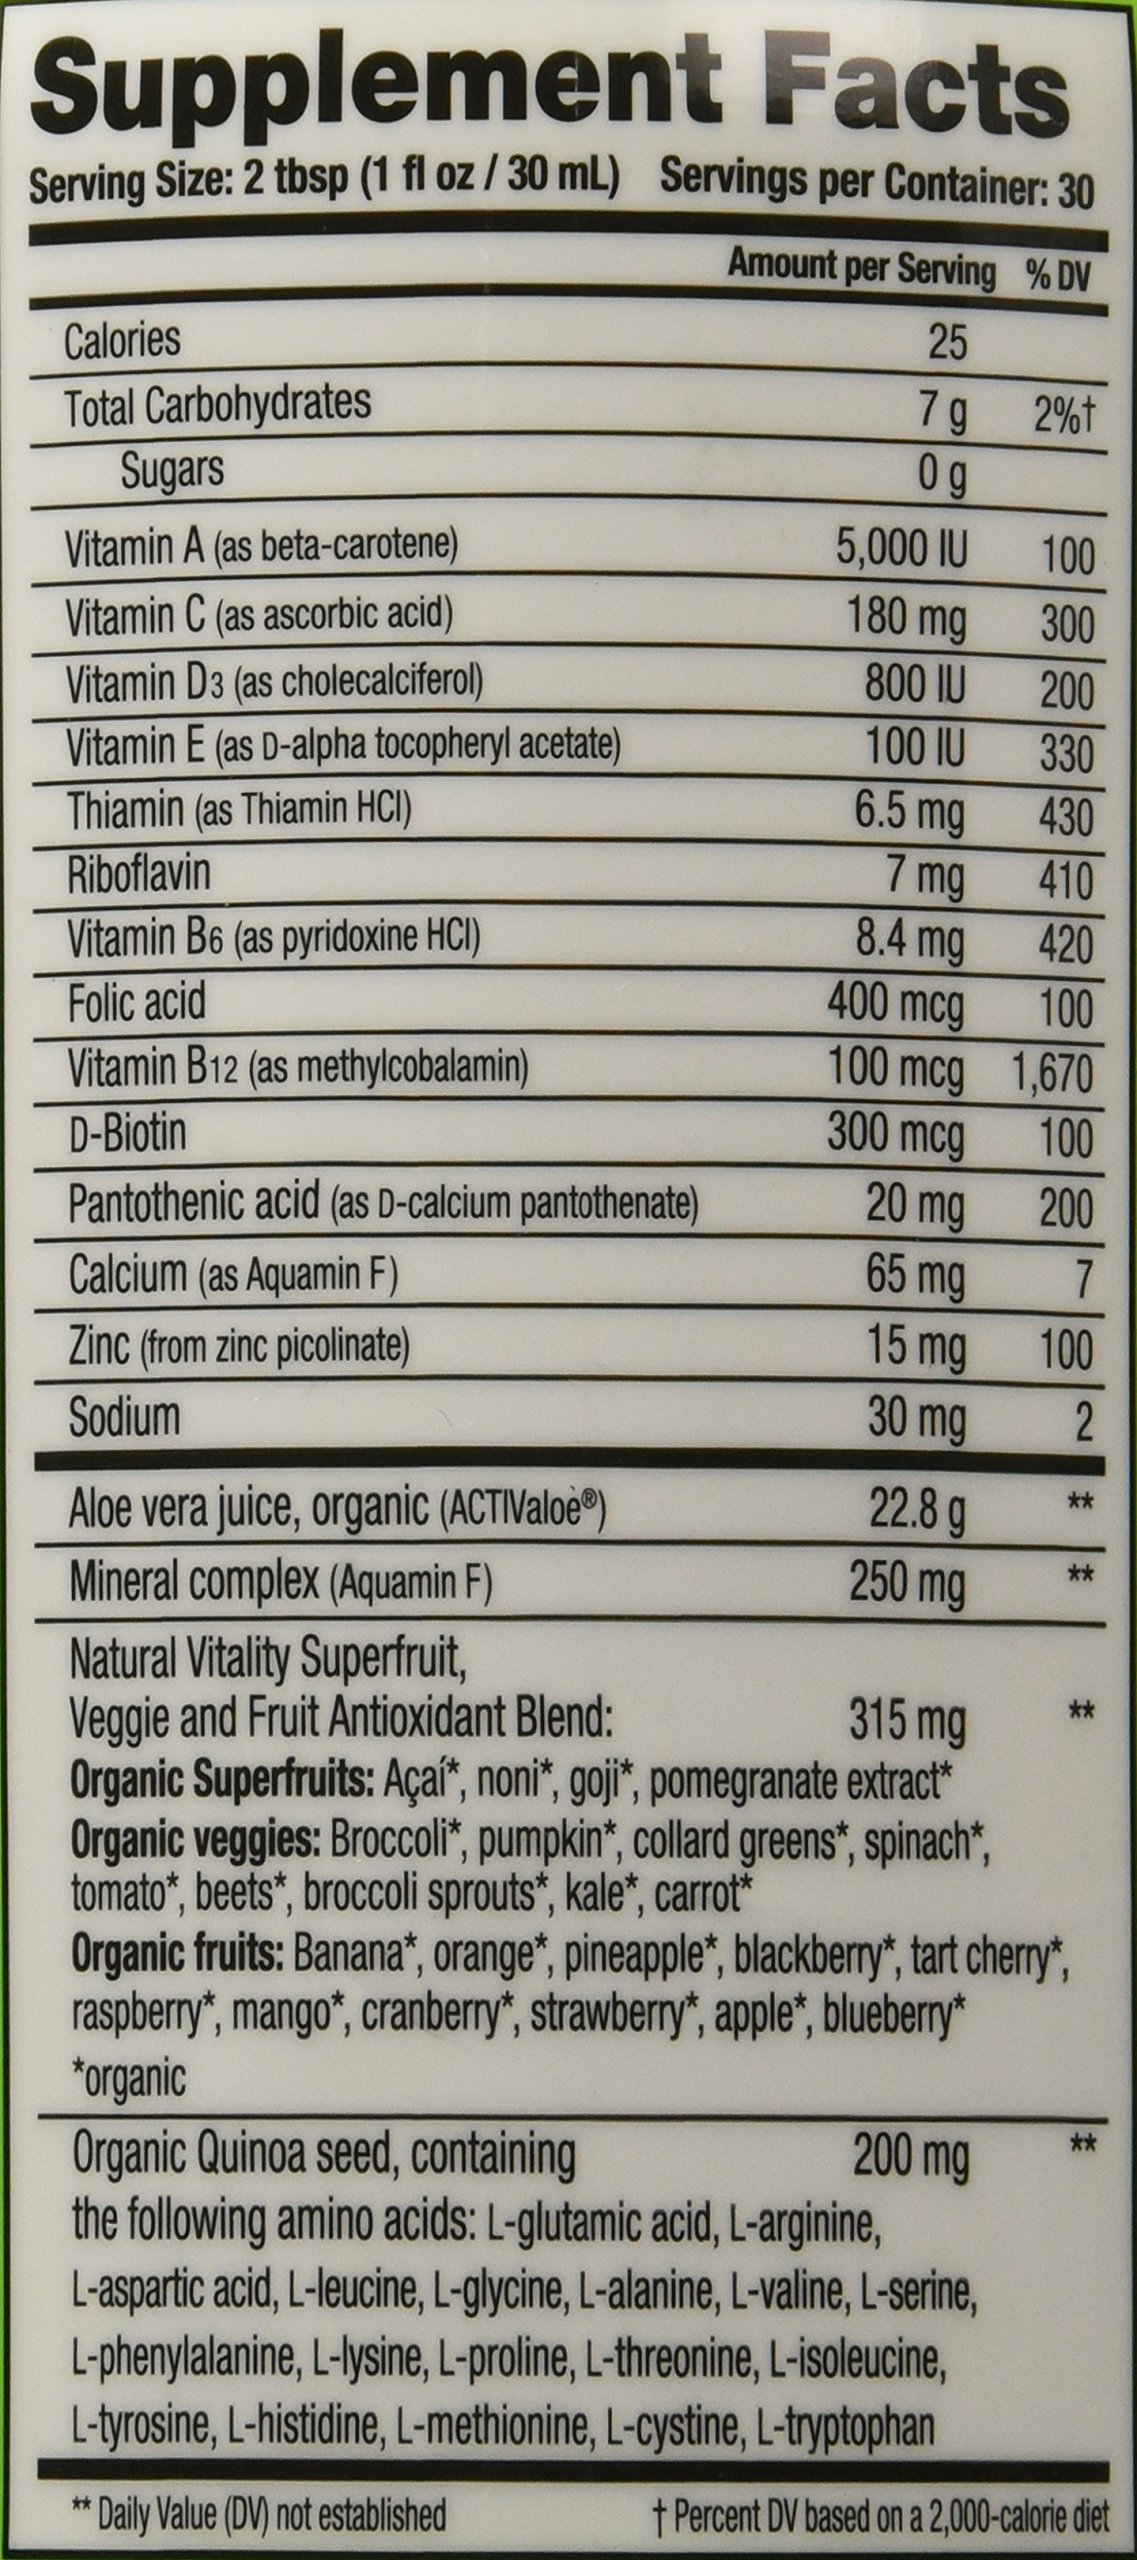 Supplement Facts
Serving Size: 2 tbsp (1 fl oz / 30 mL) Servings per Container: 30
Amount per Serving % DV
Calories 25
Total Carbohydrates 7 g 2%†
Sugars 0 g
Vitamin A (as beta-carotene) 5,000 IU 100
Vitamin C (as ascorbic acid) 180 mg 300
Vitamin D3 (as cholecalciferol) 800 IU 200
Vitamin E (as D-alpha tocopheryl acetate) 100 IU 330
Thiamin (as Thiamin HCl) 6.5 mg 430
Riboflavin 7 mg 410
Vitamin B6 (as pyridoxine HCl) 8.4 mg 420
Folic acid 400 mcg 100
Vitamin B12 (as methylcobalamin) 100 mcg 1,670
D-Biotin 300 mcg 100
Pantothenic acid (as D-calcium pantothenate) 20 mg 200
Calcium (as Aquamin F) 65 mg 7
Zinc (from zinc picolinate) 15 mg 100
Sodium 30 mg 2
Aloe vera juice, organic (ACTIValoe®) 22.8 g **
Mineral complex (Aquamin F) 250 mg **
Natural Vitality Superfruit,
Veggie and Fruit Antioxidant Blend: 315 mg **
Organic Superfruits: Açaí*, noni*, goji*, pomegranate extract*
Organic veggies: Broccoli*, pumpkin*, collard greens*, spinach*,
tomato*, beets*, broccoli sprouts*, kale*, carrot*
Organic fruits: Banana*, orange*, pineapple*, blackberry*, tart cherry*,
raspberry*, mango*, cranberry*, strawberry*, apple*, blueberry*
*organic
Organic Quinoa seed, containing 200 mg **
the following amino acids: L-glutamic acid, L-arginine,
L-aspartic acid, L-leucine, L-glycine, L-alanine, L-valine, L-serine,
L-phenylalanine, L-lysine, L-proline, L-threonine, L-isoleucine,
L-tyrosine, L-histidine, L-methionine, L-cystine, L-tryptophan
** Daily Value (DV) not established † Percent DV based on a 2,000-calorie diet